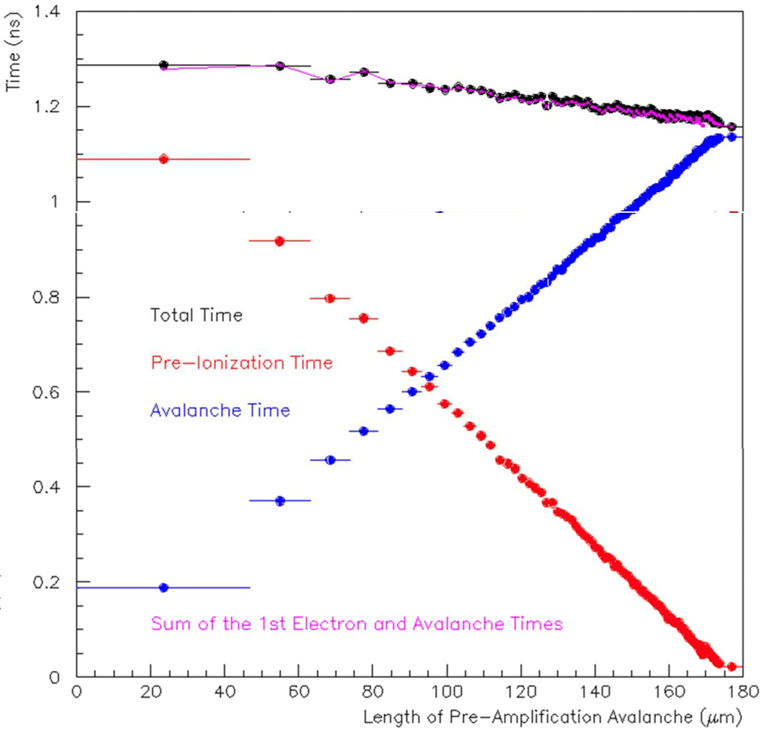 Time (ns)
1.4
1.2
1
0.8
0.6
0.4
0.2
0
Total Time
Pre-Ionization Time
Avalanche Time
Sum of the 1st Electron and Avalanche Times
0 20 40 60 80 100 120 140 160 180
Length of Pre-Amplification Avalanche (μm)